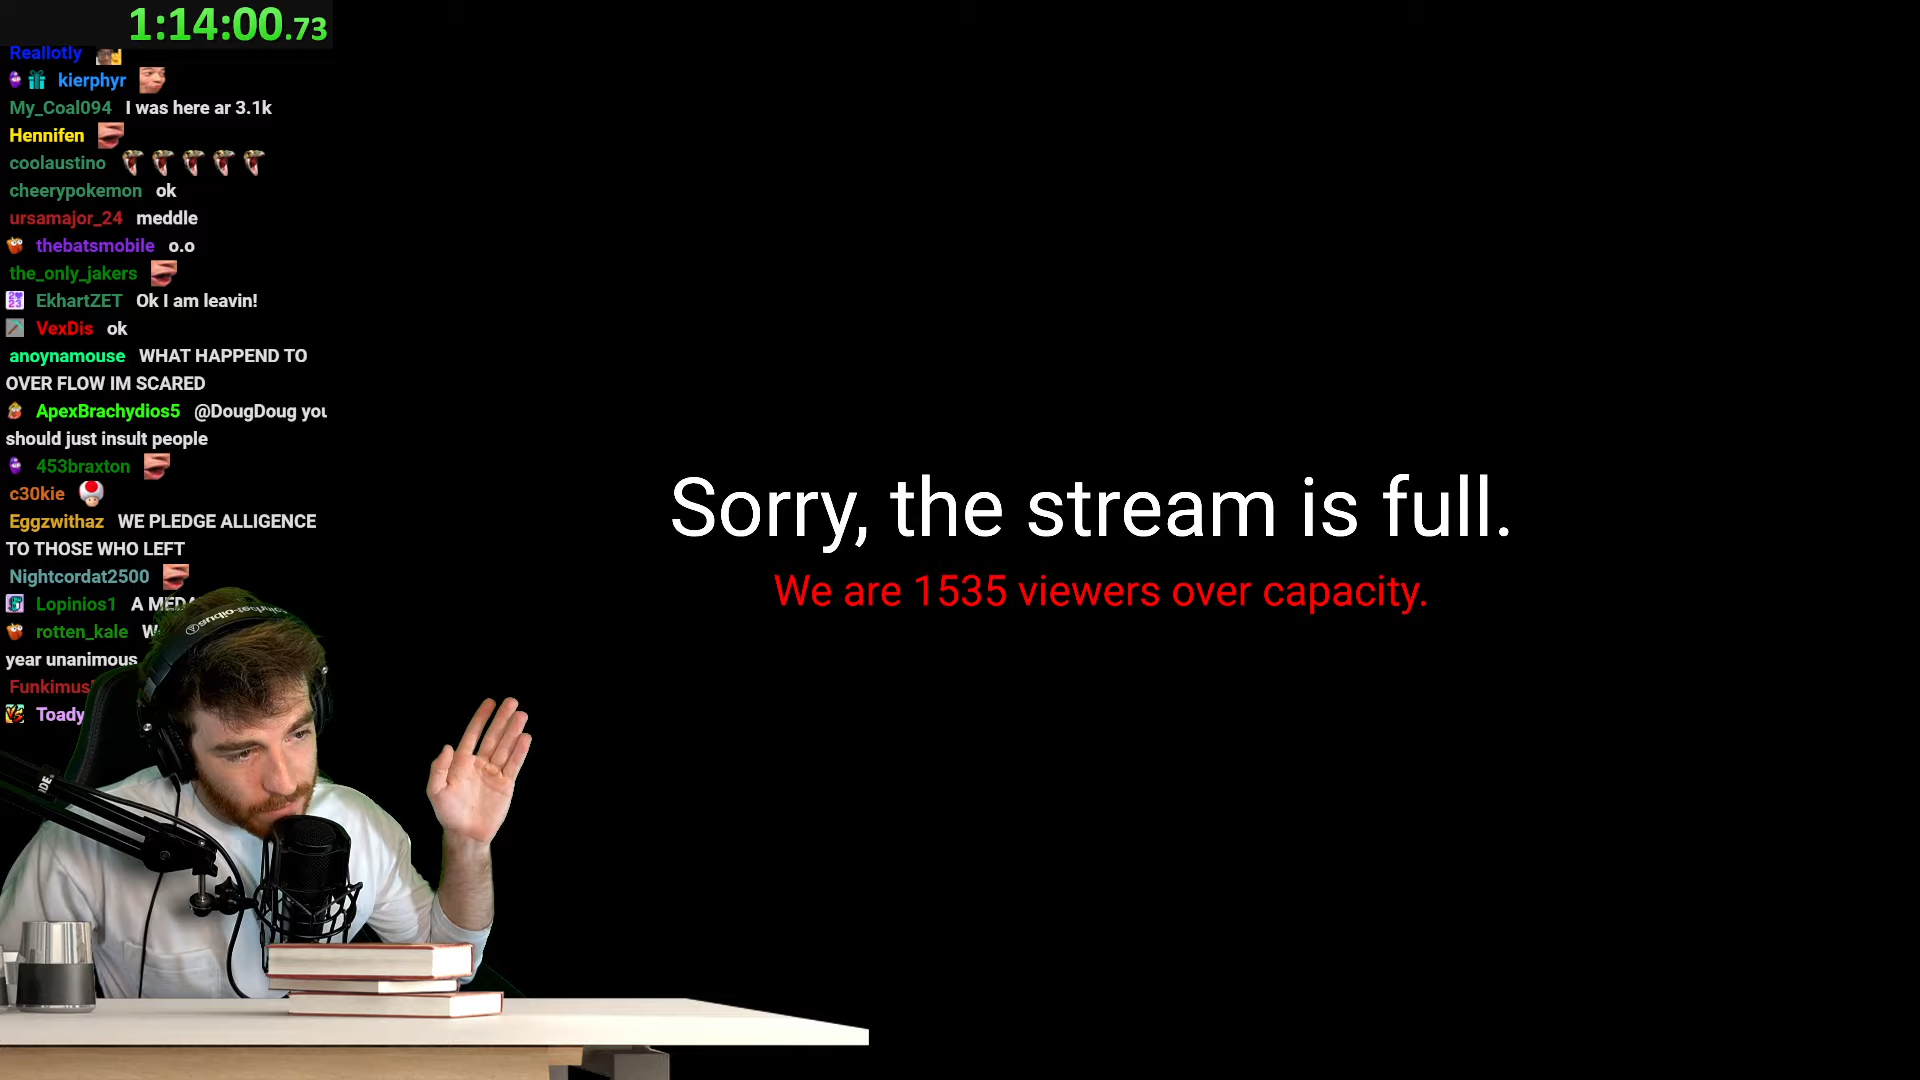 1:14:00.73
Reallotly
kierphyr
My_Coal094 I was here ar 3.1k
Hennifen
coolaustino
cheerypokemon ok
ursamajor_24 meddle
thebatsmobile o.o
the_only_jakers
EkhartZET Ok I am leavin!
VexDis ok
anoynamouse WHAT HAPPEND TO
OVER FLOW IM SCARED
ApexBrachydios5 @DougDoug you
should just insult people
453braxton
c30kie
Eggzwithaz WE PLEDGE ALLIGENCE
TO THOSE WHO LEFT
Nightcordat2500
Lopinios1 A
rotten_kale
year unanimous
Sorry, the stream is full.
We are 1535 viewers over capacity.